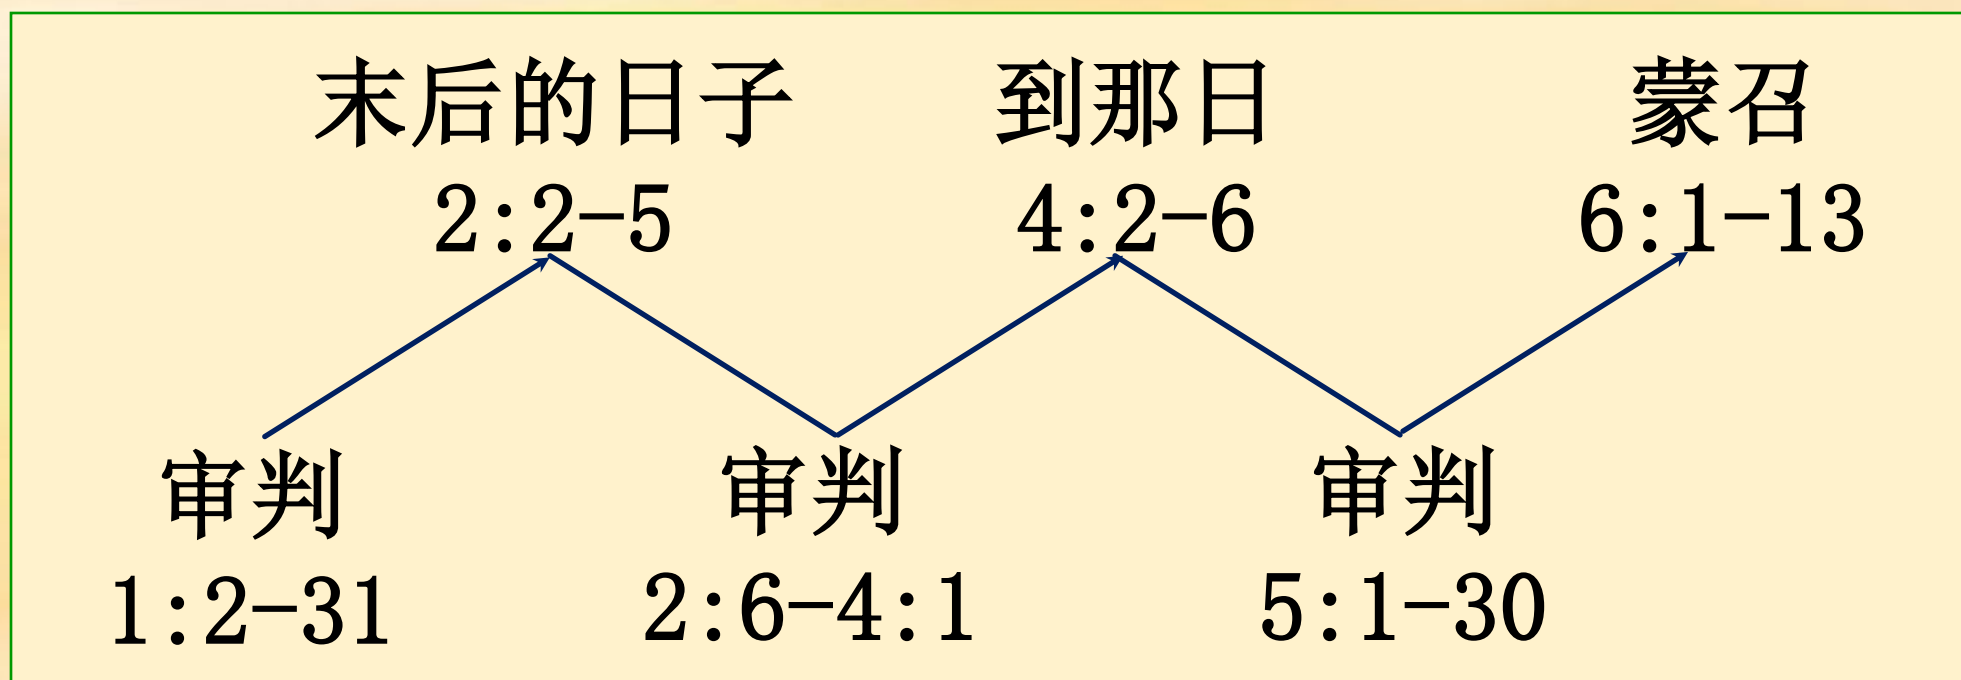 末后的日子 到那日 蒙召
2:2-5 4:2-6 6:1-13
审判 审判 审判
1:2-31 2:6-4:1 5:1-30